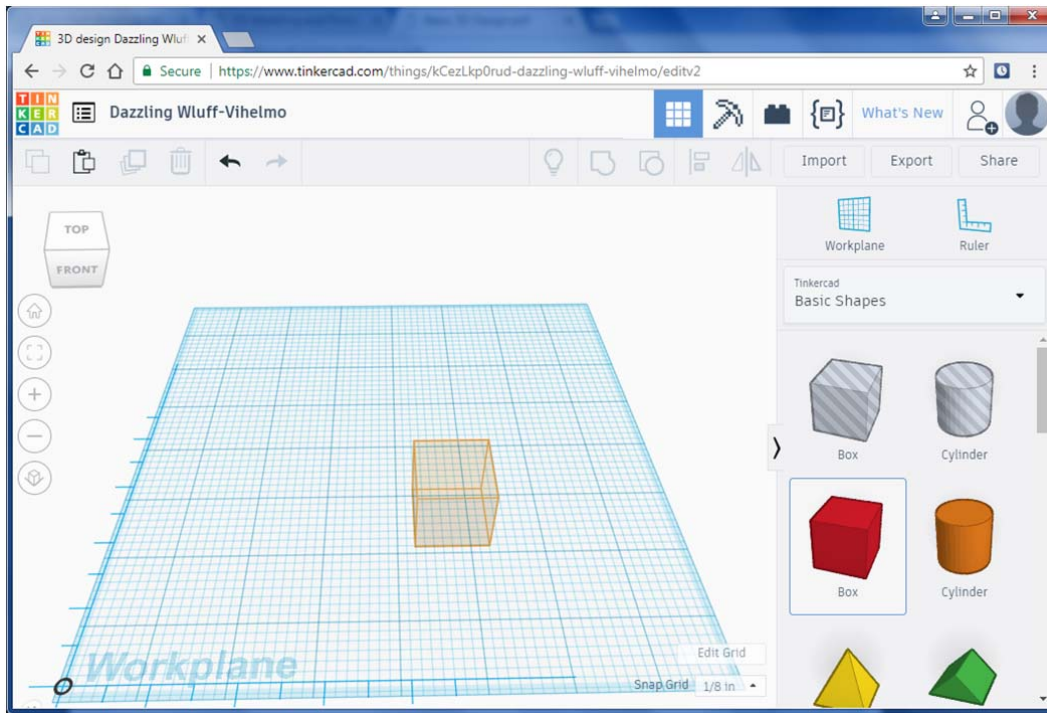 3D design Dazzling Wluf
Secure | https://www.tinkercad.com/things/kCezLkp0rud-dazzling-wluff-vihelmo/editv2
TIN
KER
CAD
Dazzling Wluff-Vihelmo
What's New
Import
Export
Share
TOP
FRONT
Workplane
Ruler
Tinkercad
Basic Shapes
Box
Cylinder
Box
Cylinder
Workplane
Edit Grid
Snap Grid 1/8 in